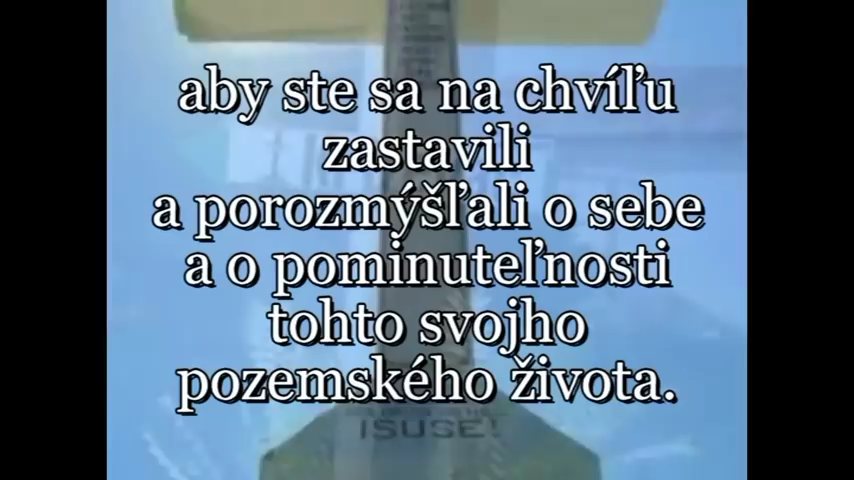 aby ste sa na chvíľu
zastavili
a porozmýšľali o sebe
a o pominuteľnosti
tohto svojho
pozemského života.
ISUSE!